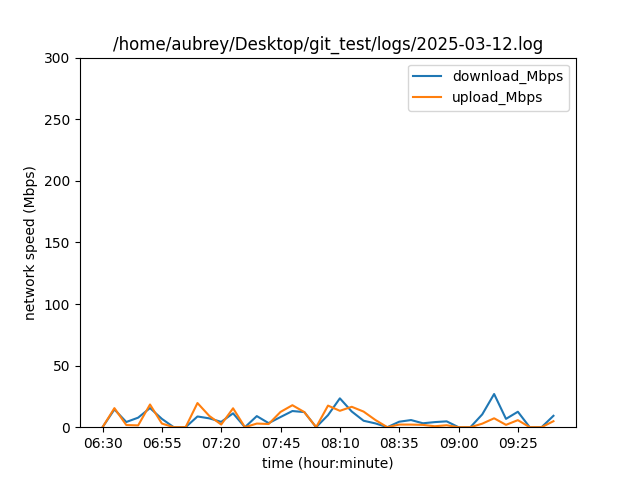 /home/aubrey/Desktop/git_test/logs/2025-03-12.log
300
download_Mbps
upload_Mbps
250
200
network speed (Mbps)
150
100
50
0
06:30 06:55 07:20 07:45 08:10 08:35 09:00 09:25
time (hour:minute)